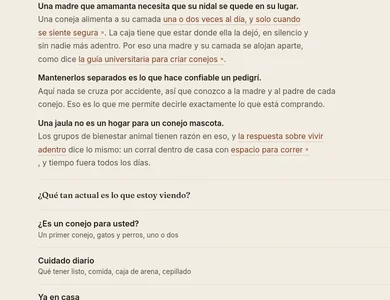 Una madre que amamanta necesita que su nidal se quede en su lugar.
Una coneja alimenta a su camada una o dos veces al día, y solo cuando
se siente segura ». La caja tiene que estar donde ella la dejó, en silencio y
sin nadie más adentro. Por eso una madre y su camada se alojan aparte,
como dice la guía universitaria para criar conejos ».
Mantenerlos separados es lo que hace confiable un pedigrí.
Aquí nada se cruza por accidente, así que conozco a la madre y al padre de cada
conejo. Eso es lo que me permite decirle exactamente lo que está comprando.
Una jaula no es un hogar para un conejo mascota.
Los grupos de bienestar animal tienen razón en eso, y la respuesta sobre vivir
adentro dice lo mismo: un corral dentro de casa con espacio para correr »
, y tiempo fuera todos los días.
¿Qué tan actual es lo que estoy viendo?
¿Es un conejo para usted?
Un primer conejo, gatos y perros, uno o dos
Cuidado diario
Qué tener listo, comida, caja de arena, cepillado
Ya en casa